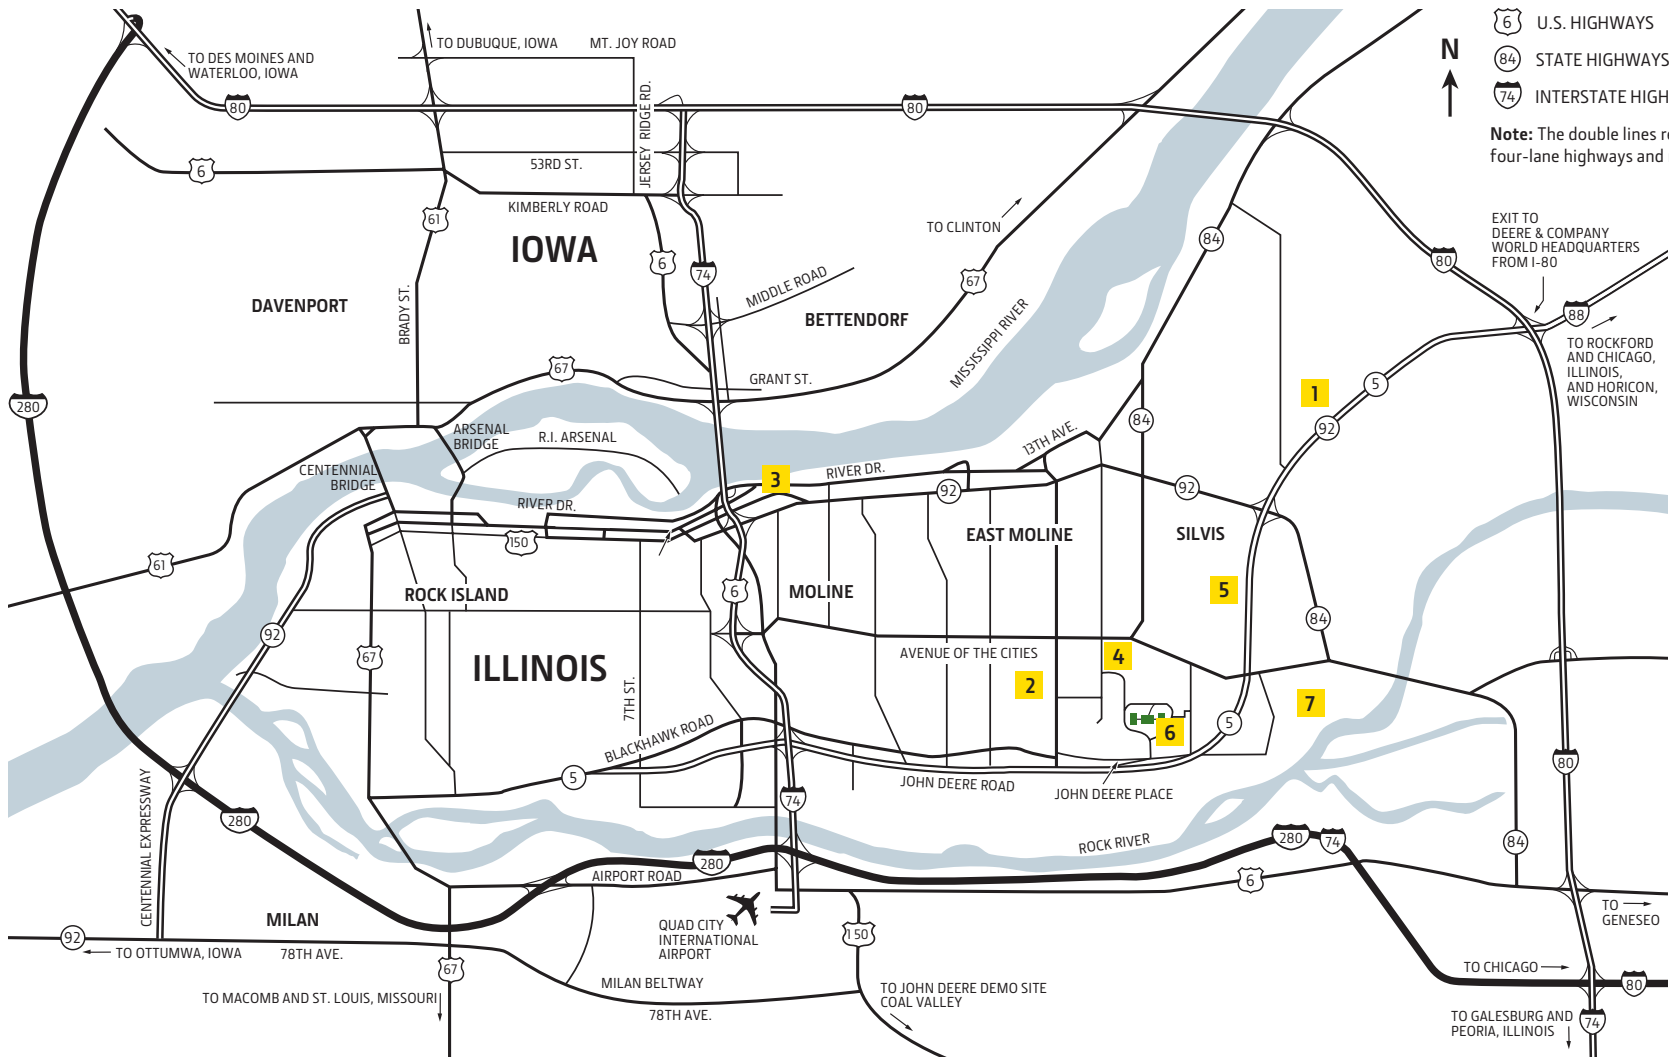 6 U.S. HIGHWAYS
84 STATE HIGHWAYS
74 INTERSTATE HIGH
Note: The double lines
four-lane highways and
N
TO DES MOINES AND
WATERLOO, IOWA
TO DUBUQUE, IOWA
MT. JOY ROAD
80
80
JERSEY RIDGE RD.
53RD ST.
6
KIMBERLY ROAD
61
IOWA
6
74
TO CLINTON
84
80
EXIT TO
DEERE & COMPANY
WORLD HEADQUARTERS
FROM I-80
DAVENPORT
BRADY ST.
MIDDLE ROAD
BETTENDORF
67
MISSISSIPPI RIVER
88
TO ROCKFORD
AND CHICAGO,
ILLINOIS,
AND HORICON,
WISCONSIN
67
GRANT ST.
5
1
280
84
92
ARSENAL
BRIDGE
R.I. ARSENAL
13TH AVE.
CENTENNIAL
BRIDGE
3
RIVER DR.
92
92
RIVER DR.
150
EAST MOLINE
SILVIS
61
ROCK ISLAND
6
MOLINE
5
84
92
67
ILLINOIS
7TH ST.
AVENUE OF THE CITIES
4
2
7
BLACKHAWK ROAD
6
5
5
JOHN DEERE ROAD
JOHN DEERE PLACE
80
74
CENTENNIAL EXPRESSWAY
280
ROCK RIVER
280
74
84
280
AIRPORT ROAD
6
MILAN
QUAD CITY
INTERNATIONAL
AIRPORT
150
TO
GENESEO
92
TO OTTUMWA, IOWA
78TH AVE.
67
MILAN BELTWAY
TO CHICAGO
80
TO MACOMB AND ST. LOUIS, MISSOURI
78TH AVE.
TO JOHN DEERE DEMO SITE
COAL VALLEY
TO GALESBURG AND
PEORIA, ILLINOIS
74